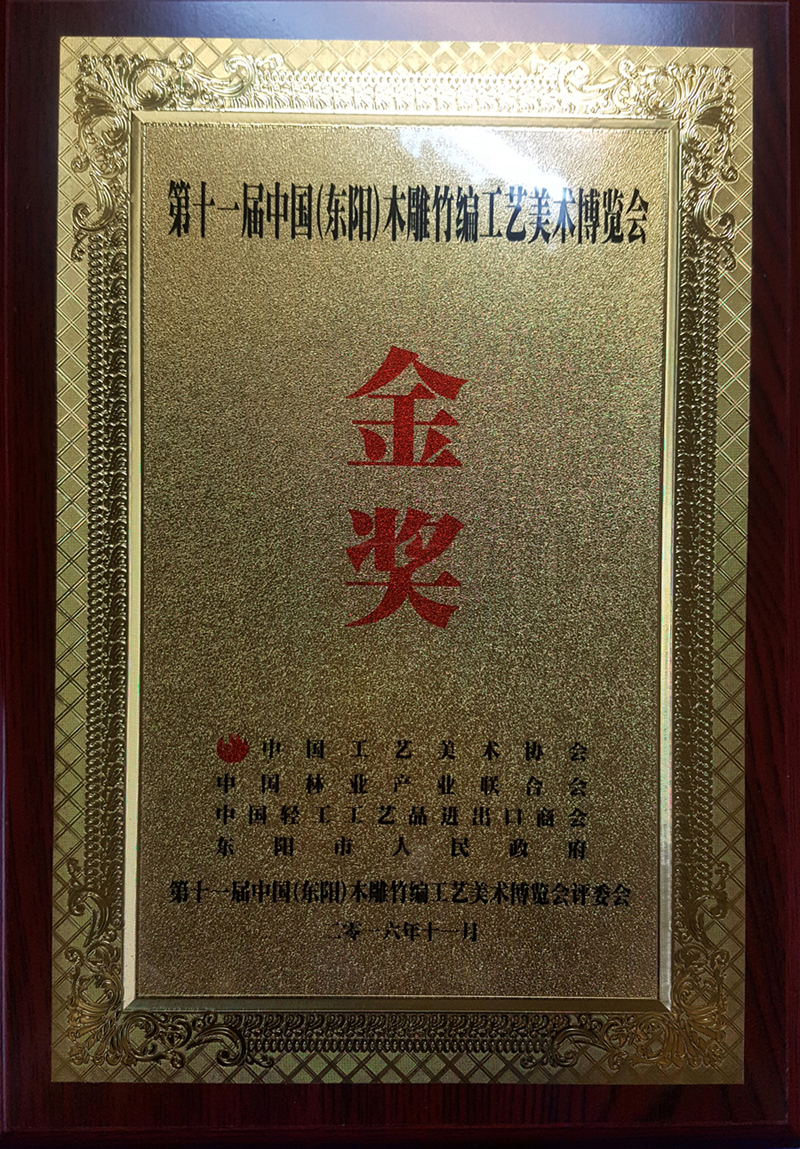 第十一届中国(东阳)木雕竹编工艺美术博览会
金
奖
中国工艺美术协会
中国林业产业联合会
中国轻工工艺品进出口商会
东阳市人民政府
第十一届中国(东阳)木雕竹编工艺美术博览会评委会
二零一六年十一月